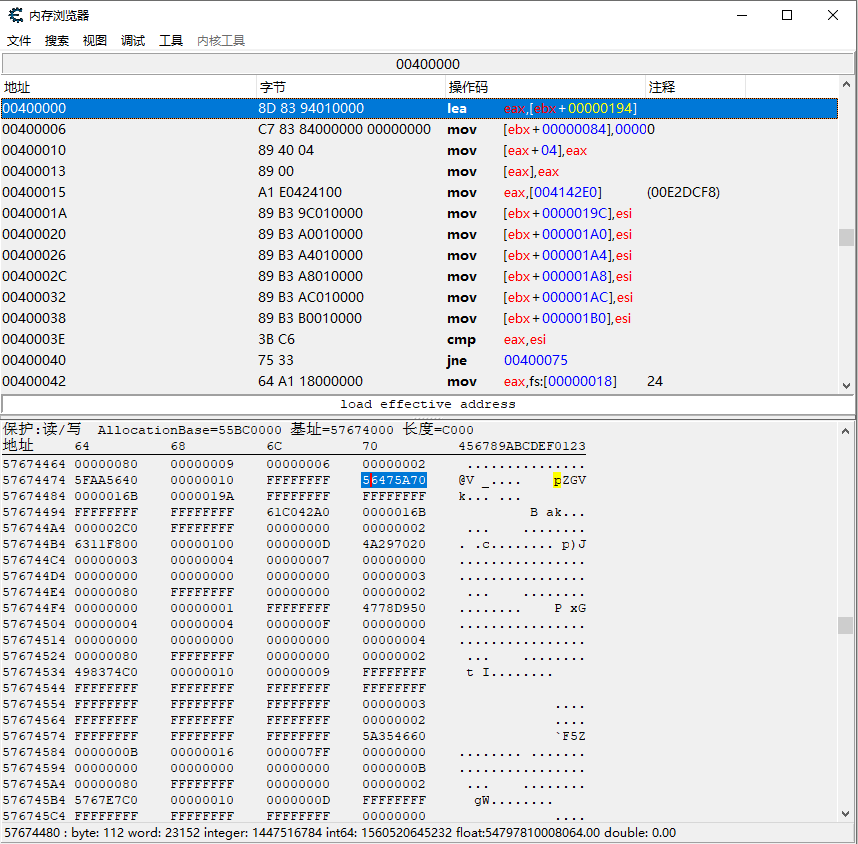 内存浏览器
文件 搜索 视图 调试 工具 内核工具
00400000
地址 字节 操作码 注释
00400000 8D 83 94010000 lea eax,[ebx+00000194]
00400006 C7 83 84000000 00000000 mov [ebx+00000084],00000
00400010 89 40 04 mov [eax+04],eax
00400013 89 00 mov [eax],eax
00400015 A1 E0424100 mov eax,[004142E0] (00E2DCF8)
0040001A 89 B3 9C010000 mov [ebx+0000019C],esi
00400020 89 B3 A0010000 mov [ebx+000001A0],esi
00400026 89 B3 A4010000 mov [ebx+000001A4],esi
0040002C 89 B3 A8010000 mov [ebx+000001A8],esi
00400032 89 B3 AC010000 mov [ebx+000001AC],esi
00400038 89 B3 B0010000 mov [ebx+000001B0],esi
0040003E 3B C6 cmp eax,esi
00400040 75 33 jne 00400075
00400042 64 A1 18000000 mov eax,fs:[00000018] 24
load effective address
保护:读/写 AllocationBase=55BC0000 基址=57674000 长度=C000
地址 64 68 6C 70 456789ABCDEF0123
57674464 00000080 00000009 00000006 00000002 ...............
57674474 5FAA5640 00000010 FFFFFFFF 56475A70 @V _.... pZGV
57674484 0000016B 0000019A FFFFFFFF FFFFFFFF k... ...
57674494 FFFFFFFF FFFFFFFF 61C042A0 0000016B B ak...
576744A4 000002C0 FFFFFFFF 00000000 00000002 ... ........
576744B4 6311F800 00000100 0000000D 4A297020 . .c........ p)J
576744C4 00000003 00000004 00000007 00000000 ................
576744D4 00000000 00000000 00000000 00000003 ................
576744E4 00000080 FFFFFFFF 00000000 00000002 ... ........
576744F4 00000000 00000001 FFFFFFFF 4778D950 ........ P xG
57674504 00000004 00000004 0000000F 00000000 ................
57674514 00000000 00000000 00000000 00000004 ................
57674524 00000080 FFFFFFFF 00000000 00000002 ... ........
57674534 498374C0 00000010 00000009 FFFFFFFF t I........
57674544 FFFFFFFF FFFFFFFF FFFFFFFF FFFFFFFF
57674554 FFFFFFFF FFFFFFFF FFFFFFFF 00000003 ....
57674564 FFFFFFFF FFFFFFFF FFFFFFFF 00000002 ....
57674574 FFFFFFFF FFFFFFFF FFFFFFFF 5A354660 `F5Z
57674584 0000000B 00000016 000007FF 00000000 ........ .......
57674594 00000000 00000000 00000000 0000000B ................
576745A4 00000080 FFFFFFFF 00000000 00000002 ... ........
576745B4 5767E7C0 00000010 0000000D FFFFFFFF gW........
576745C4 FFFFFFFF FFFFFFFF FFFFFFFF 00000000 ....
57674480 : byte: 112 word: 23152 integer: 1447516784 int64: 1560520645232 float:54797810008064.00 double: 0.00